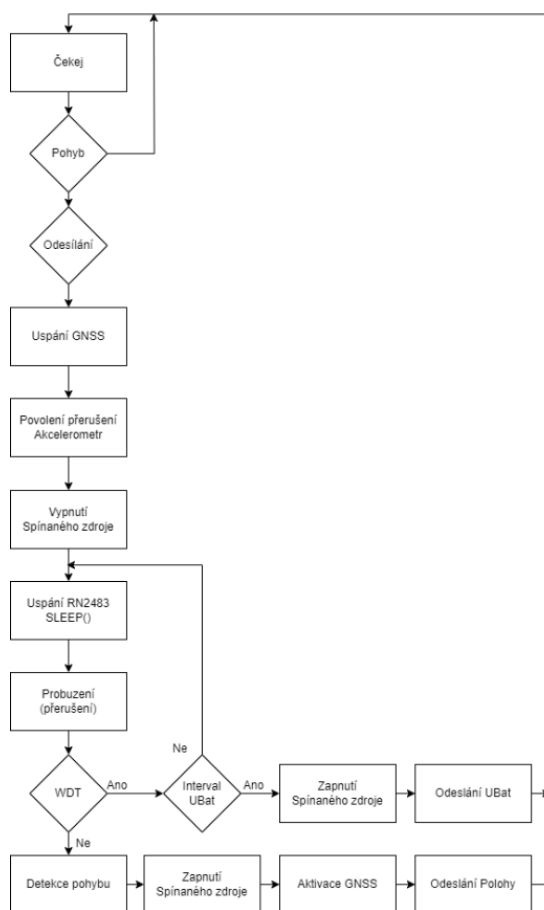 Čekej
Pohyb
Odesílání
Uspání GNSS
Povolení přerušení
Akcelerometr
Vypnutí
Spínaného zdroje
Uspání RN2483
SLEEP()
Probuzení
(přerušení)
Ne
WDT
Ano
Interval
UBat
Ano
Zapnutí
Spínaného zdroje
Odeslání UBat
Ne
Detekce pohybu
Zapnutí
Spínaného zdroje
Aktivace GNSS
Odeslání Polohy